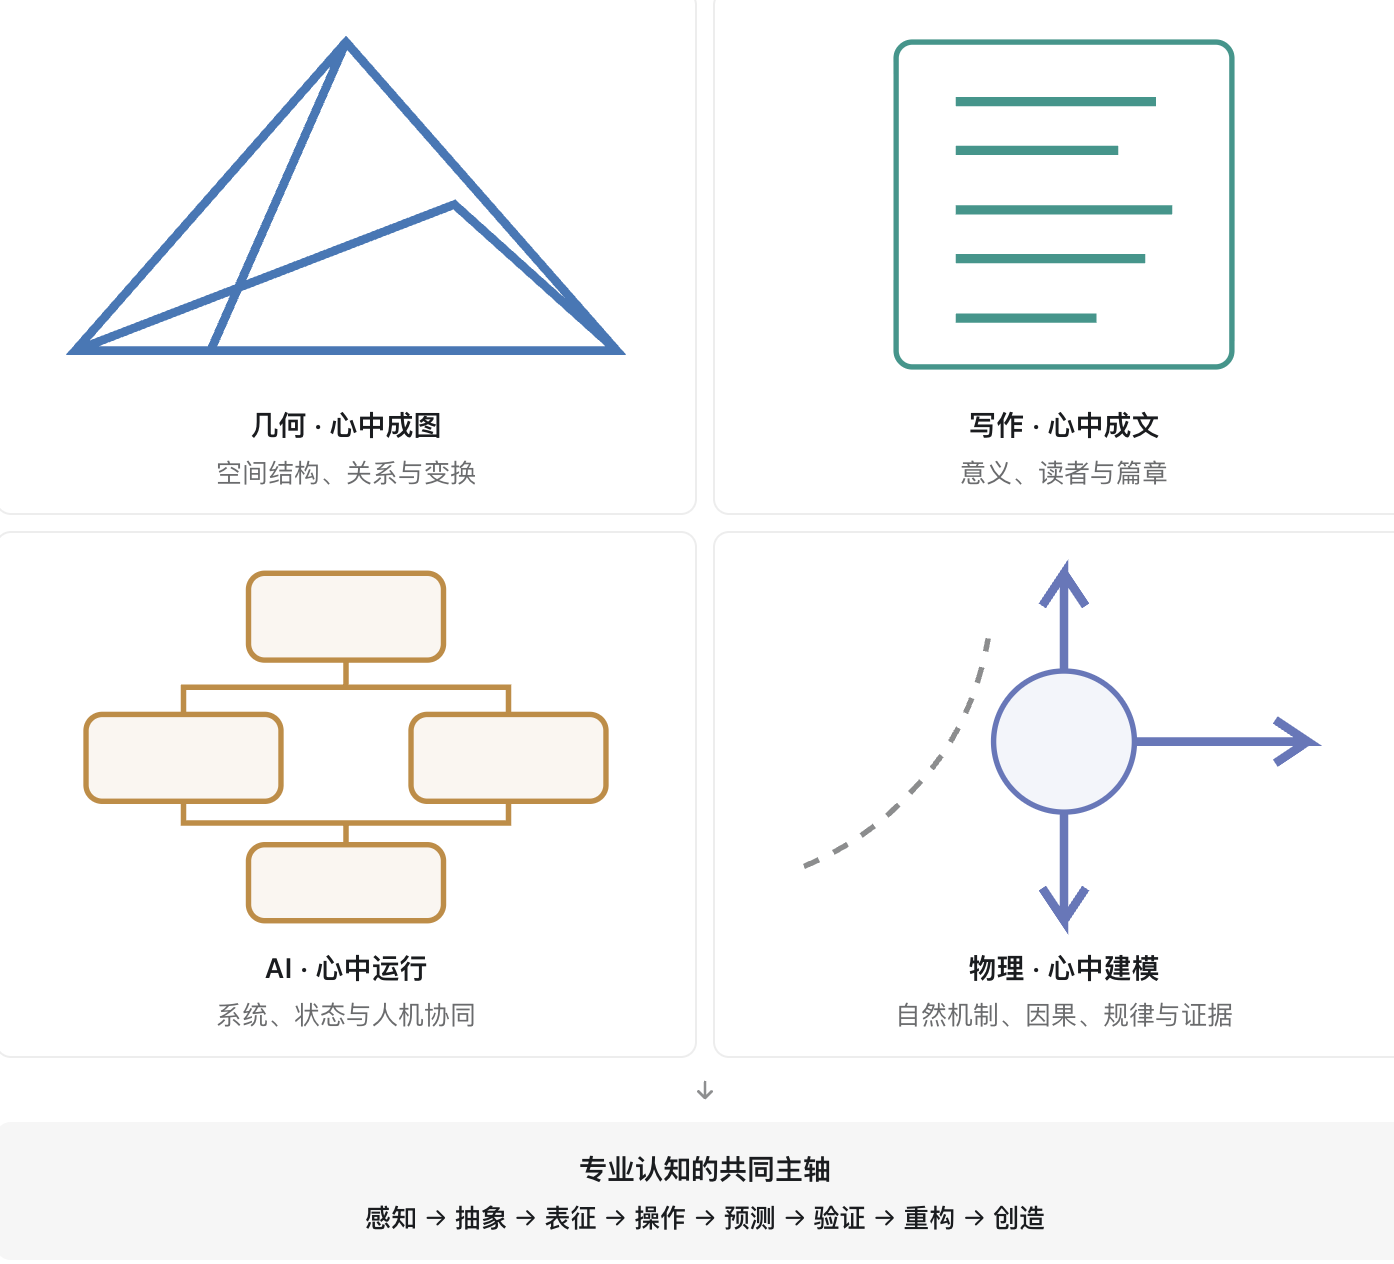 几何 · 心中成图
空间结构、关系与变换
写作 · 心中成文
意义、读者与篇章
AI · 心中运行
系统、状态与人机协同
物理 · 心中建模
自然机制、因果、规律与证据
专业认知的共同主轴
感知 → 抽象 → 表征 → 操作 → 预测 → 验证 → 重构 → 创造